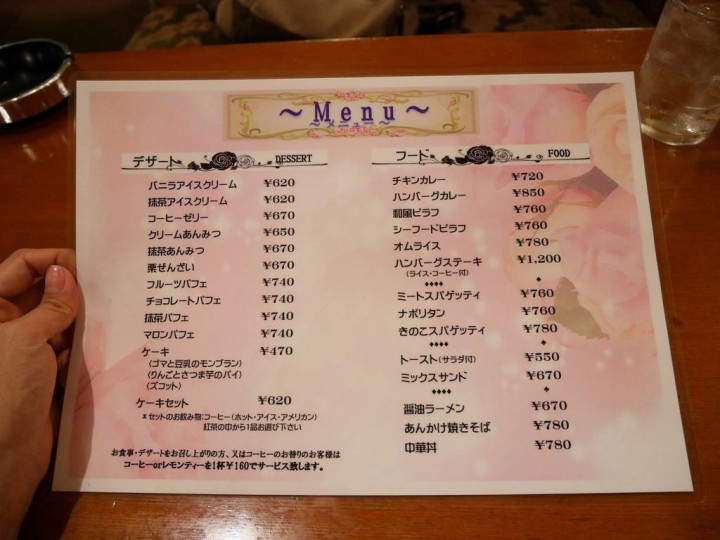 ～Menu～
～メニュー～
デザート DESSERT
バニラアイスクリーム ¥620
抹茶アイスクリーム ¥620
コーヒーゼリー ¥670
クリームあんみつ ¥650
抹茶あんみつ ¥670
栗ぜんざい ¥670
フルーツパフェ ¥740
チョコレートパフェ ¥740
抹茶パフェ ¥740
マロンパフェ ¥740
ケーキ ¥470
(ゴマと豆乳のモンブラン)
(りんごとさつま芋のパイ)
(ズコット)
ケーキセット ¥620
※セットのお飲み物:コーヒー(ホット・アイス・アメリカン)
紅茶の中から1品お選び下さい
お食事・デザートをお召し上がりの方、又はコーヒーのお替りのお客様は
コーヒーorレモンティーを1杯¥160でサービス致します。
フード FOOD
チキンカレー ¥720
ハンバーグカレー ¥850
和風ピラフ ¥760
シーフードピラフ ¥760
オムライス ¥780
ハンバーグステーキ ¥1,200
(ライス・コーヒー付)
ミートスパゲッティ ¥760
ナポリタン ¥760
きのこスパゲッティ ¥780
トースト(サラダ付) ¥550
ミックスサンド ¥670
醤油ラーメン ¥670
あんかけ焼きそば ¥780
中華丼 ¥780